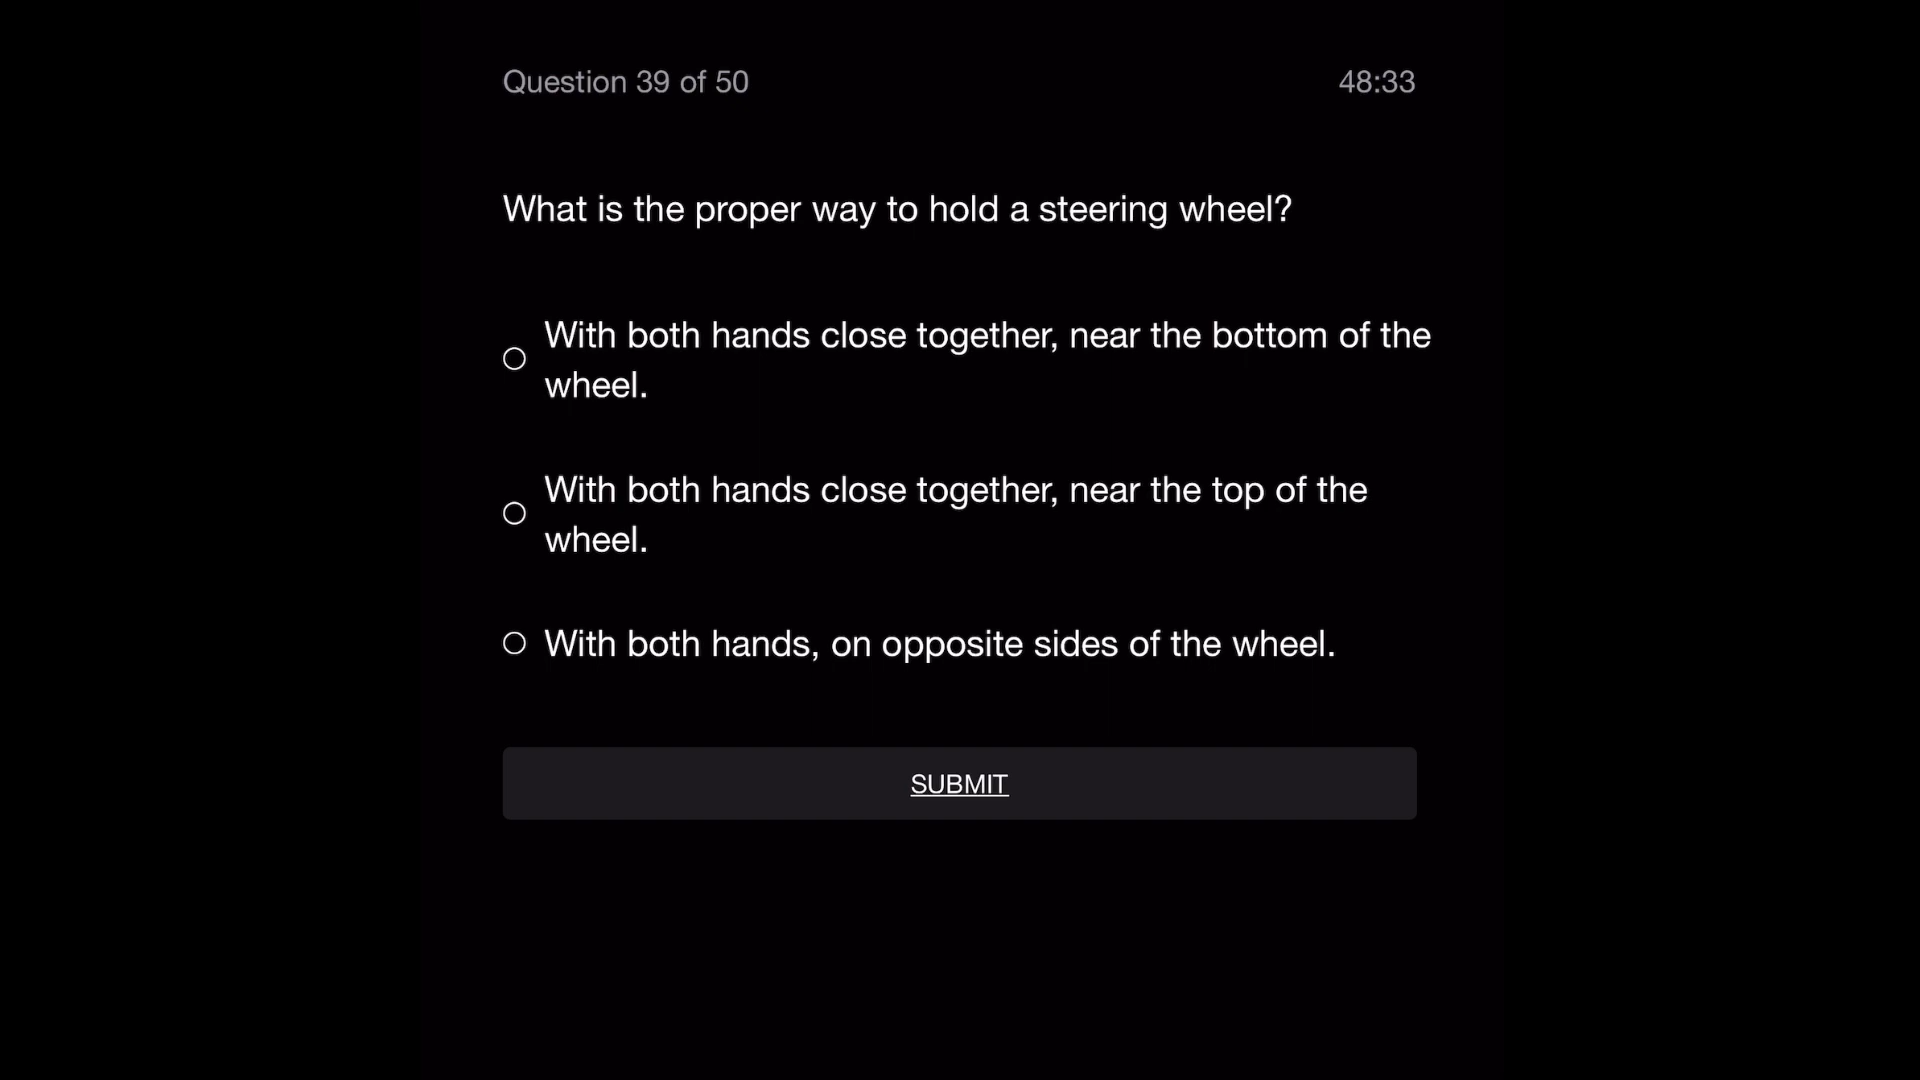 Question 39 of 50
48:33
What is the proper way to hold a steering wheel?
With both hands close together, near the bottom of the
wheel.
With both hands close together, near the top of the
wheel.
With both hands, on opposite sides of the wheel.
SUBMIT